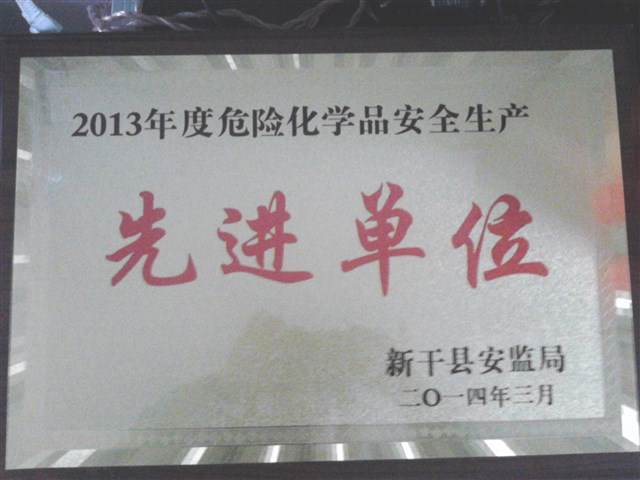 2013年度危险化学品安全生产
先进单位
新干县安监局
二〇一四年三月